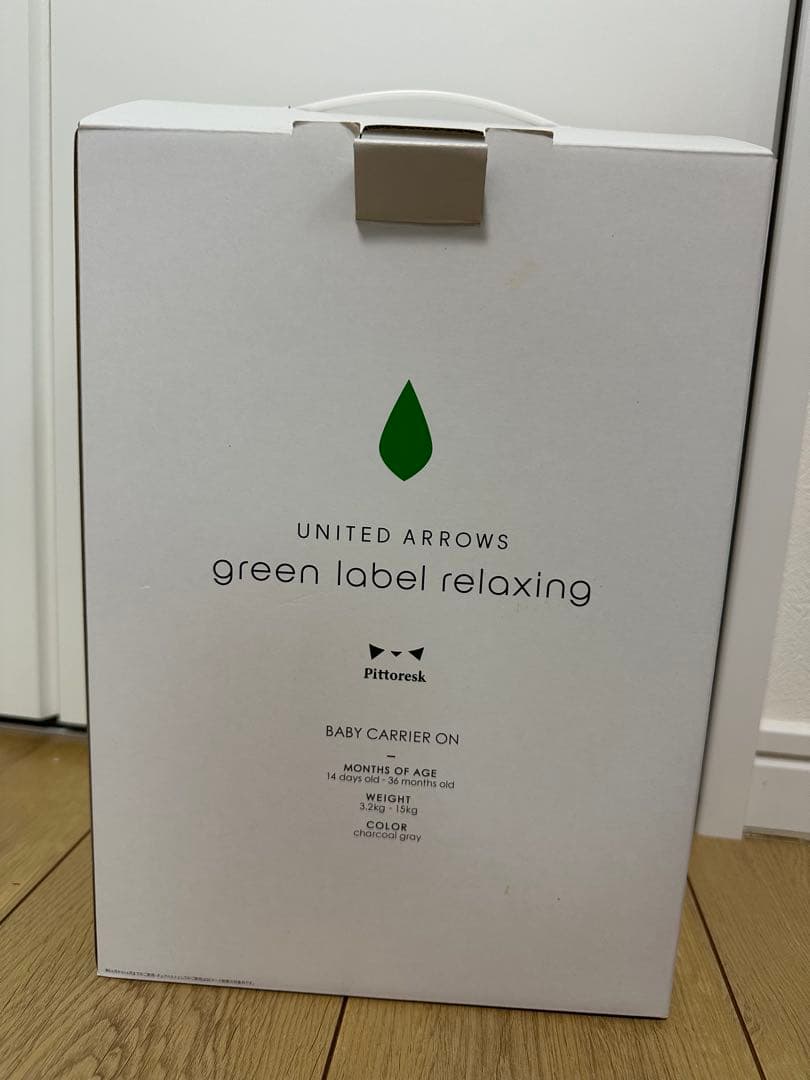 UNITED ARROWS
green label relaxing
Pittoresk
BABY CARRIER ON
MONTHS OF AGE
14 days old - 36 months old
WEIGHT
3.2kg - 15kg
COLOR
charcoal gray